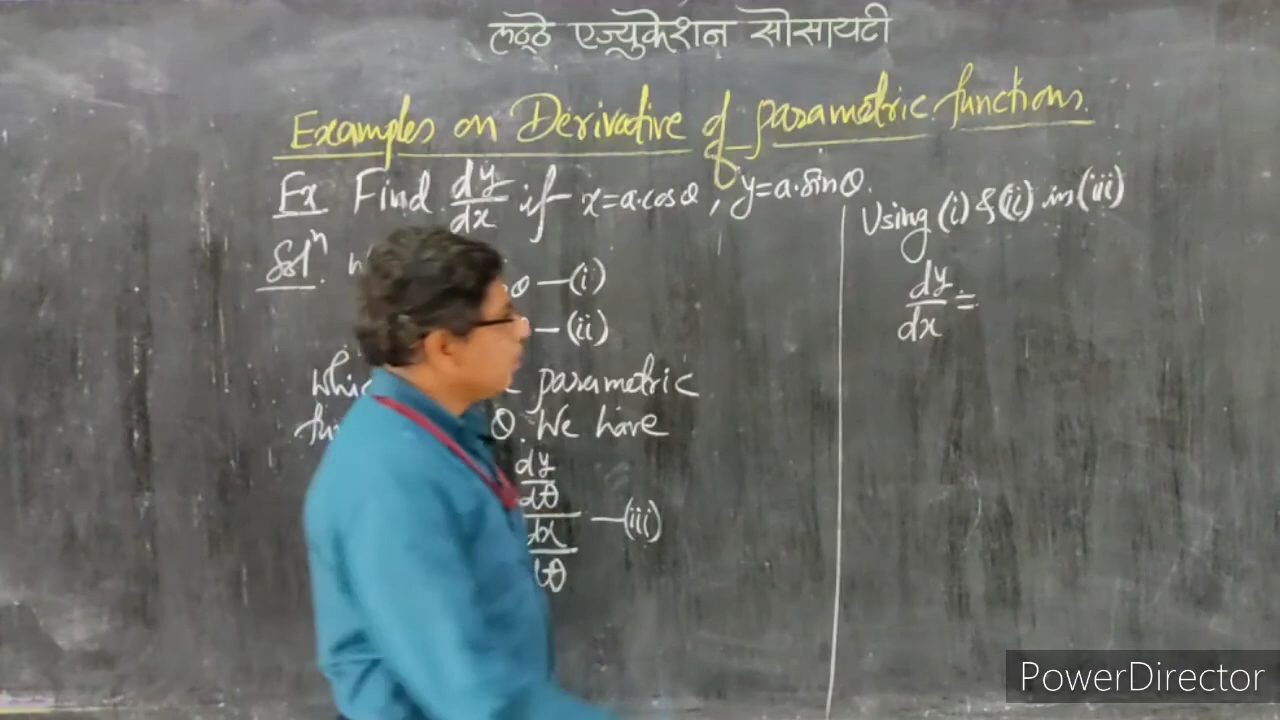 लठ्ठे एज्युकेशन सोसायटी
Examples on Derivative of parametric functions.
Ex Find dy/dx if x=a.cosθ, y=a.sinθ.
Solⁿ.
θ —(i)
—(ii)
parametric
θ. We have
dy
dθ
dx
dθ
—(iii)
Using (i) & (ii) in (iii)
dy/dx =
PowerDirector